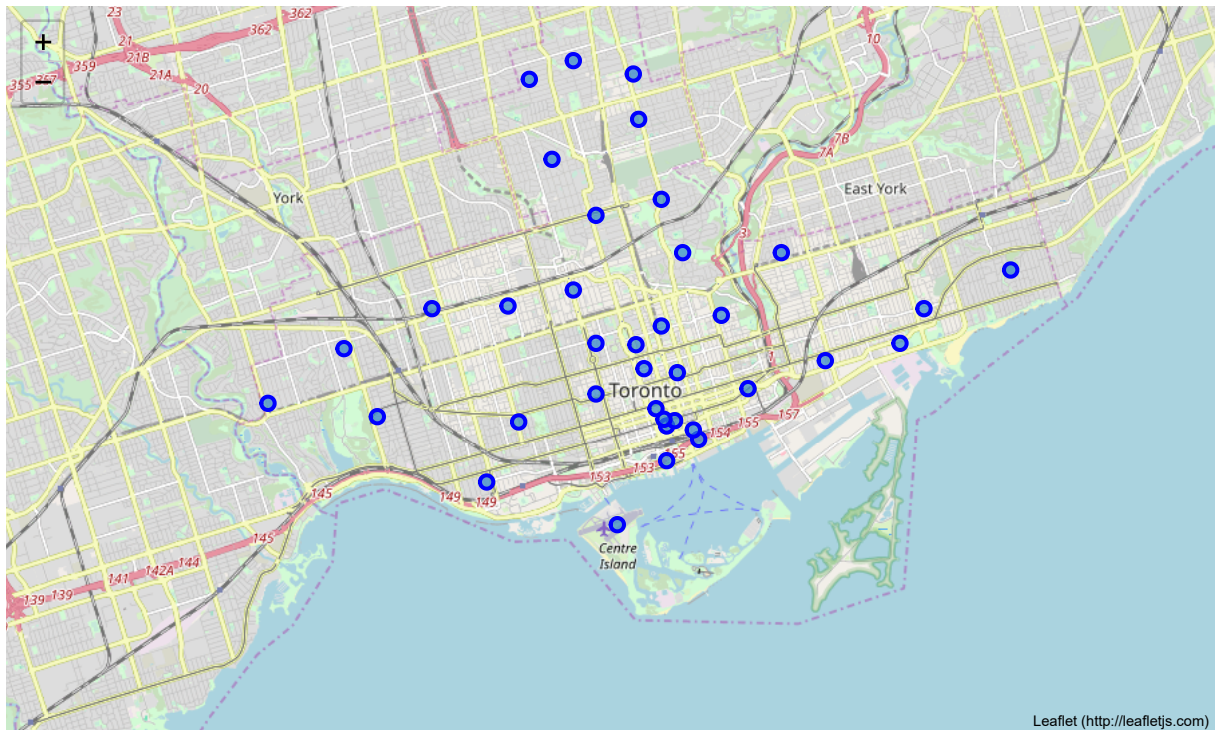 23
362
362
21
21B
359
10
355
357
21A
20
+
−
7B
7A
East York
York
3
1
Toronto
157
155
154
155
153
153
145
149
149
145
Centre
Island
144
142A
141
139
139
Leaflet (http://leafletjs.com)